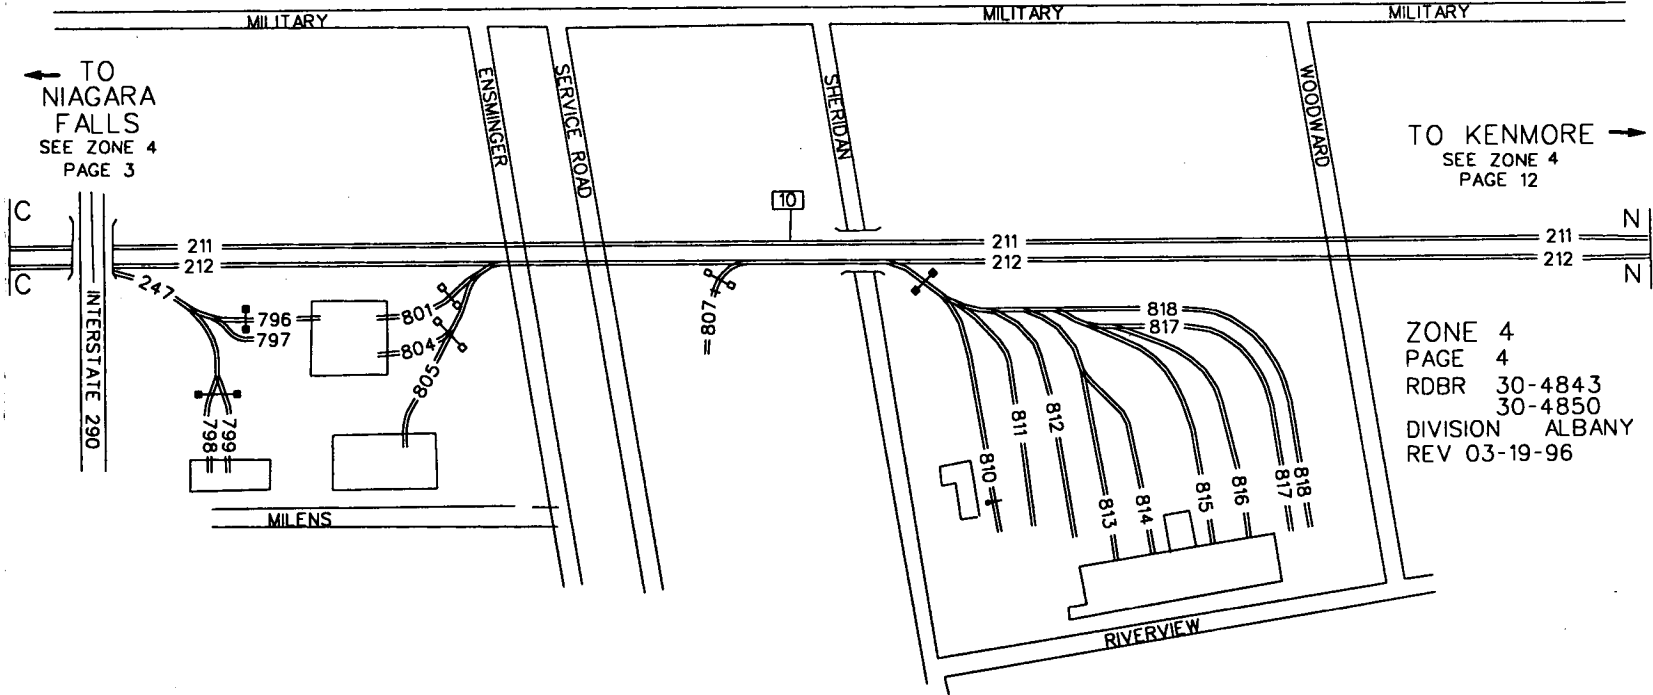 MILITARY
MILITARY
MILITARY
TO
NIAGARA
FALLS
SEE ZONE 4
PAGE 3
ENSMINGER
SERVICE ROAD
SHERIDAN
WOODWARD
TO KENMORE
SEE ZONE 4
PAGE 12
C
C
10
N
N
211
212
211
212
211
212
INTERSTATE 290
247
796
797
798
799
801
804
805
807
818
817
810
811
812
813
814
815
816
817
818
ZONE 4
PAGE 4
RDBR 30-4843
30-4850
DIVISION ALBANY
REV 03-19-96
MILENS
RIVERVIEW